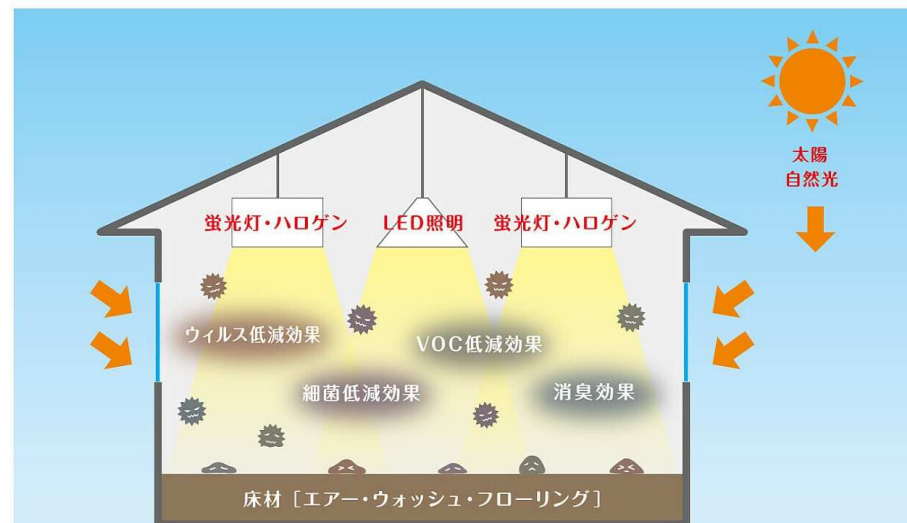 太陽
自然光
蛍光灯・ハロゲン
LED照明
蛍光灯・ハロゲン
ウィルス低減効果
VOC低減効果
細菌低減効果
消臭効果
床材［エアー・ウォッシュ・フローリング］